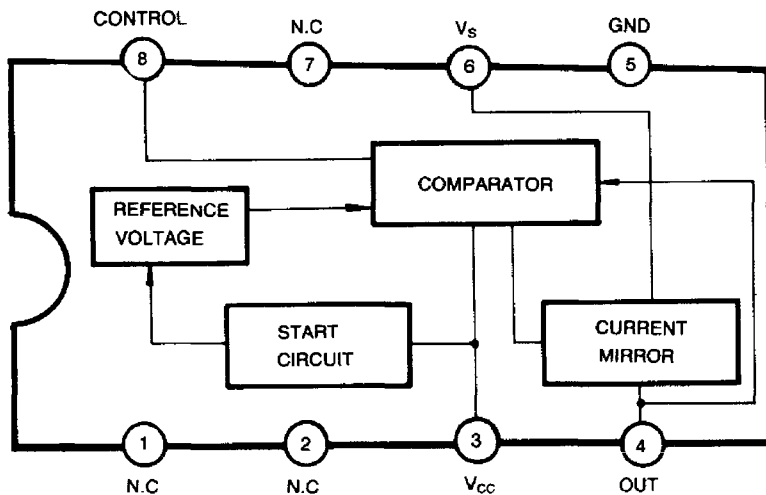 CONTROL N.C VS GND
8 7 6 5
COMPARATOR
REFERENCE
VOLTAGE
START
CIRCUIT
CURRENT
MIRROR
1 2 3 4
N.C N.C VCC OUT